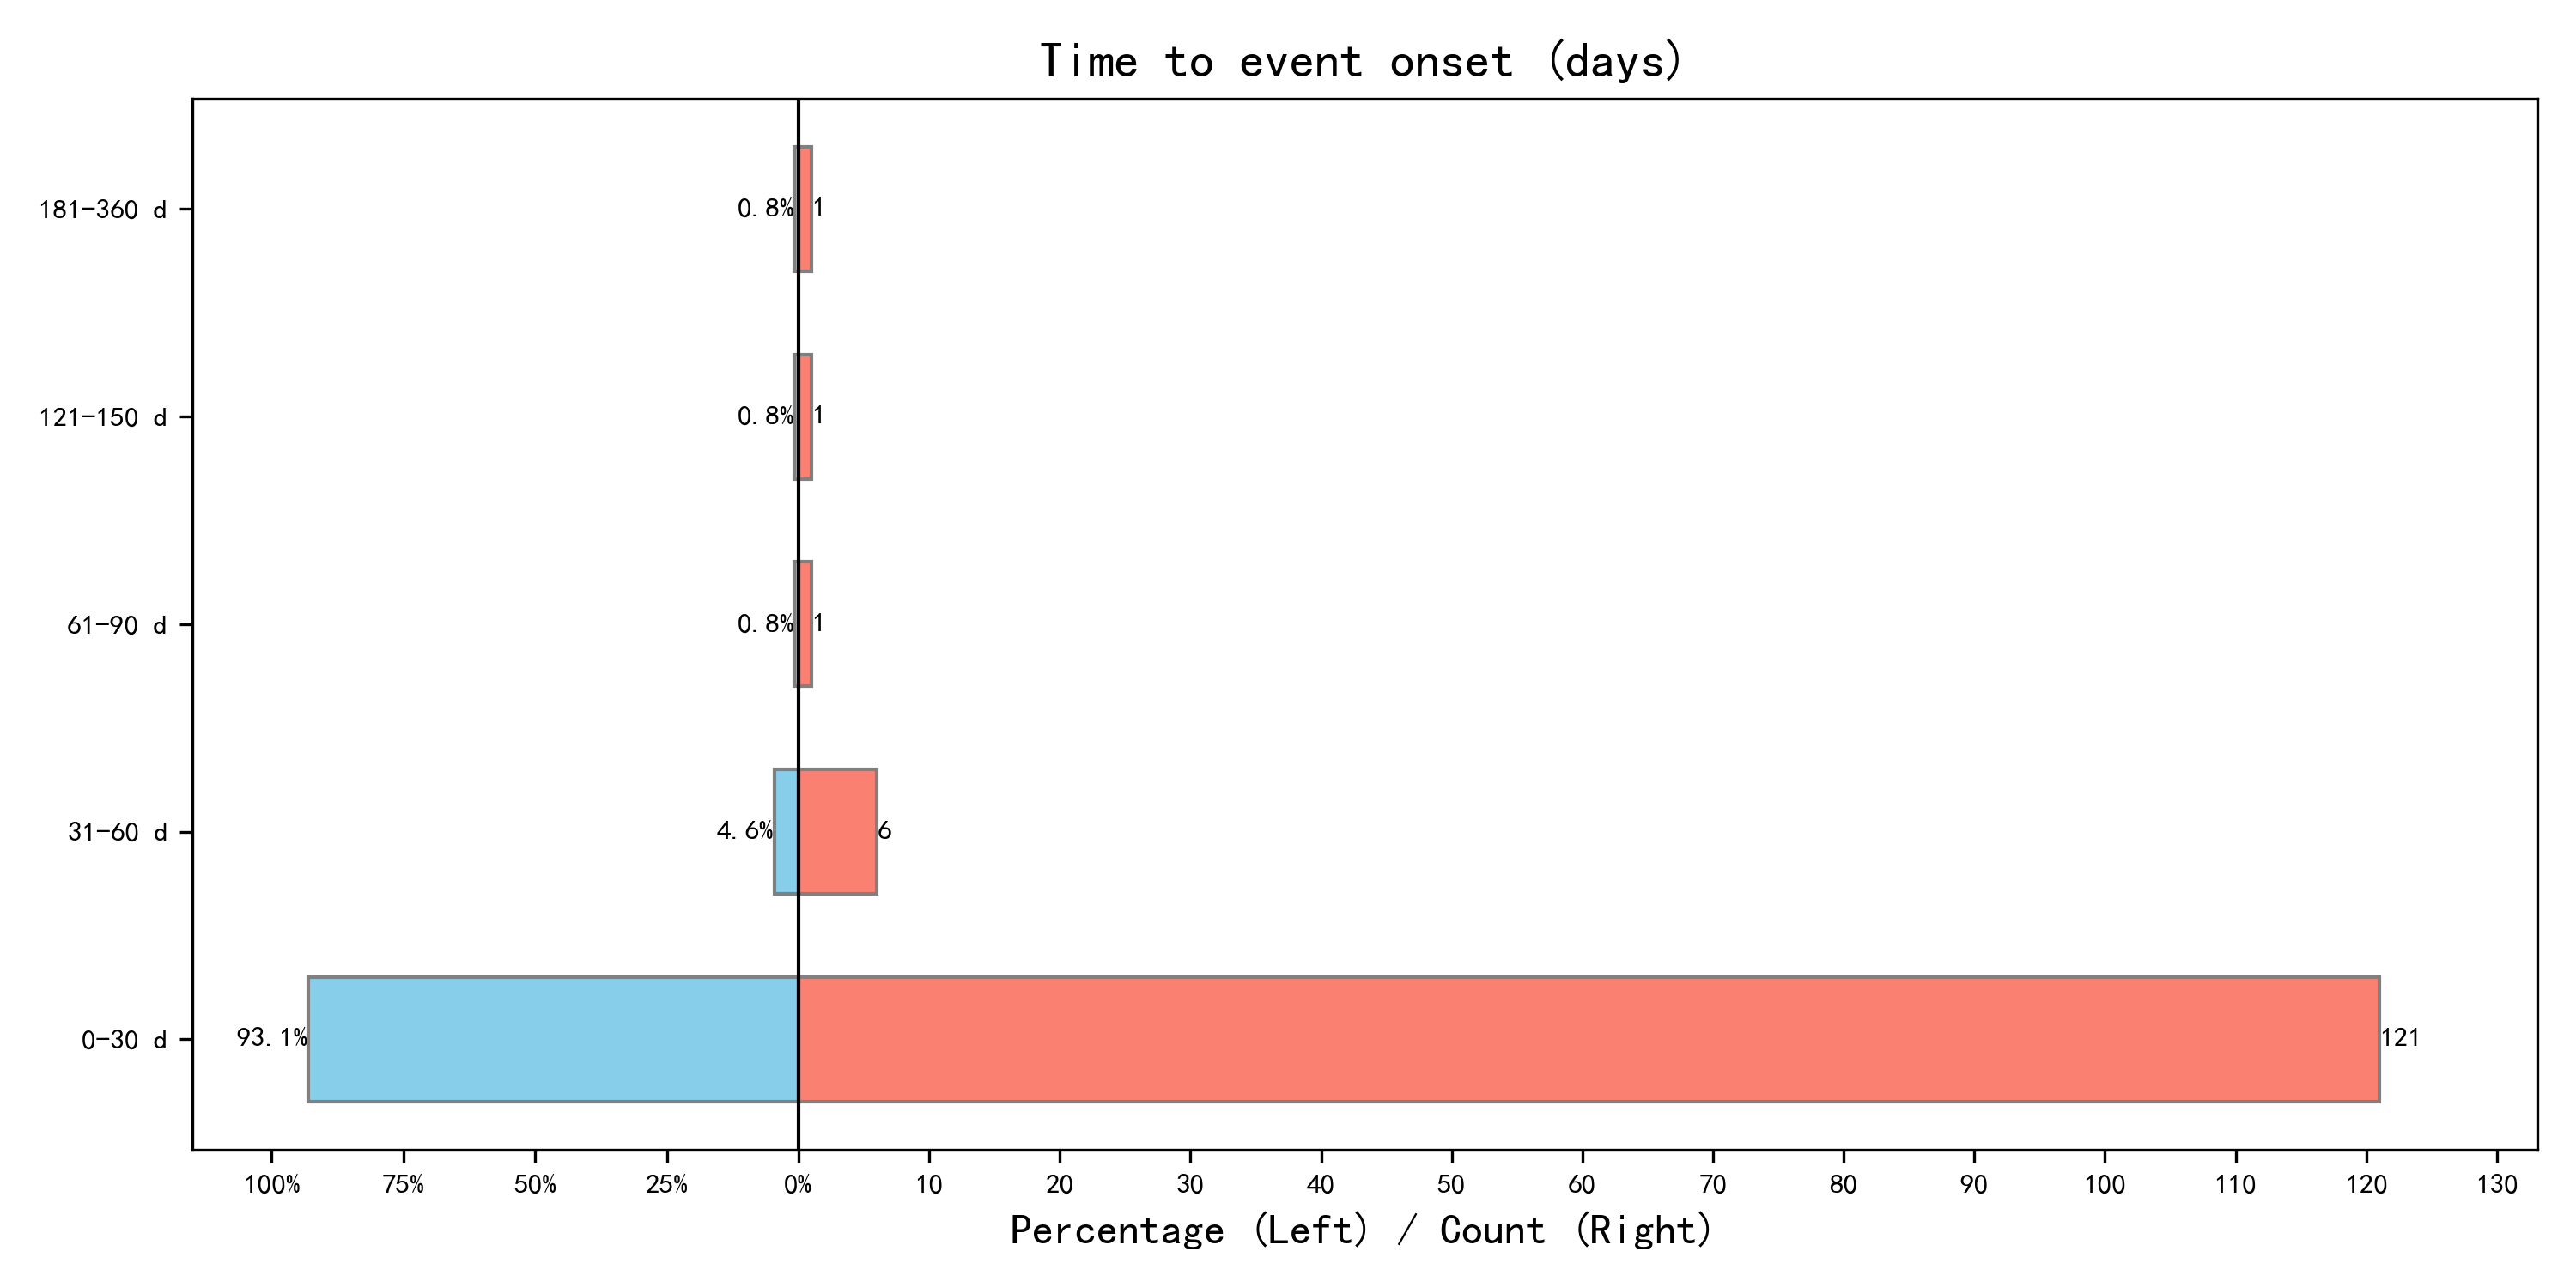 Time to event onset (days)
181-360 d 0.8% 1
121-150 d 0.8% 1
61-90 d 0.8% 1
31-60 d 4.6% 6
0-30 d 93.1% 121
100% 75% 50% 25% 0% 10 20 30 40 50 60 70 80 90 100 110 120 130
Percentage (Left) / Count (Right)